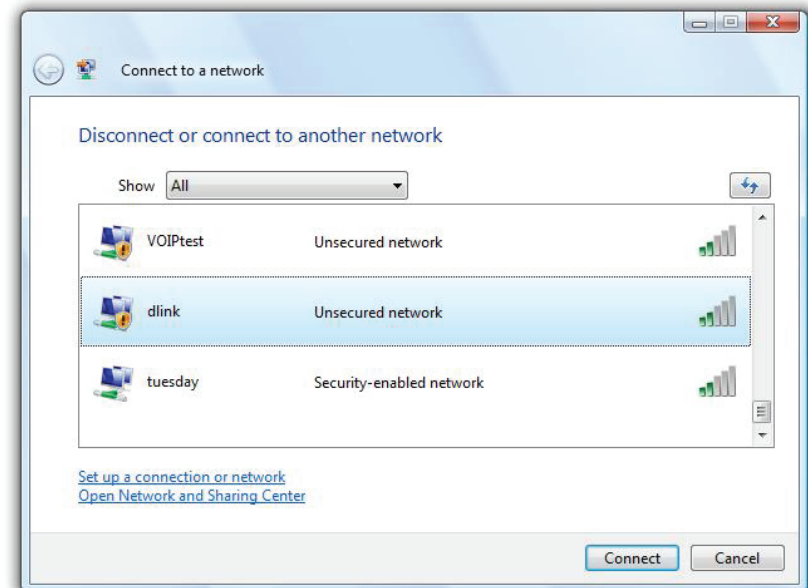 Connect to a network
Disconnect or connect to another network
Show All
VOIPtest Unsecured network
dlink Unsecured network
tuesday Security-enabled network
Set up a connection or network
Open Network and Sharing Center
Connect Cancel